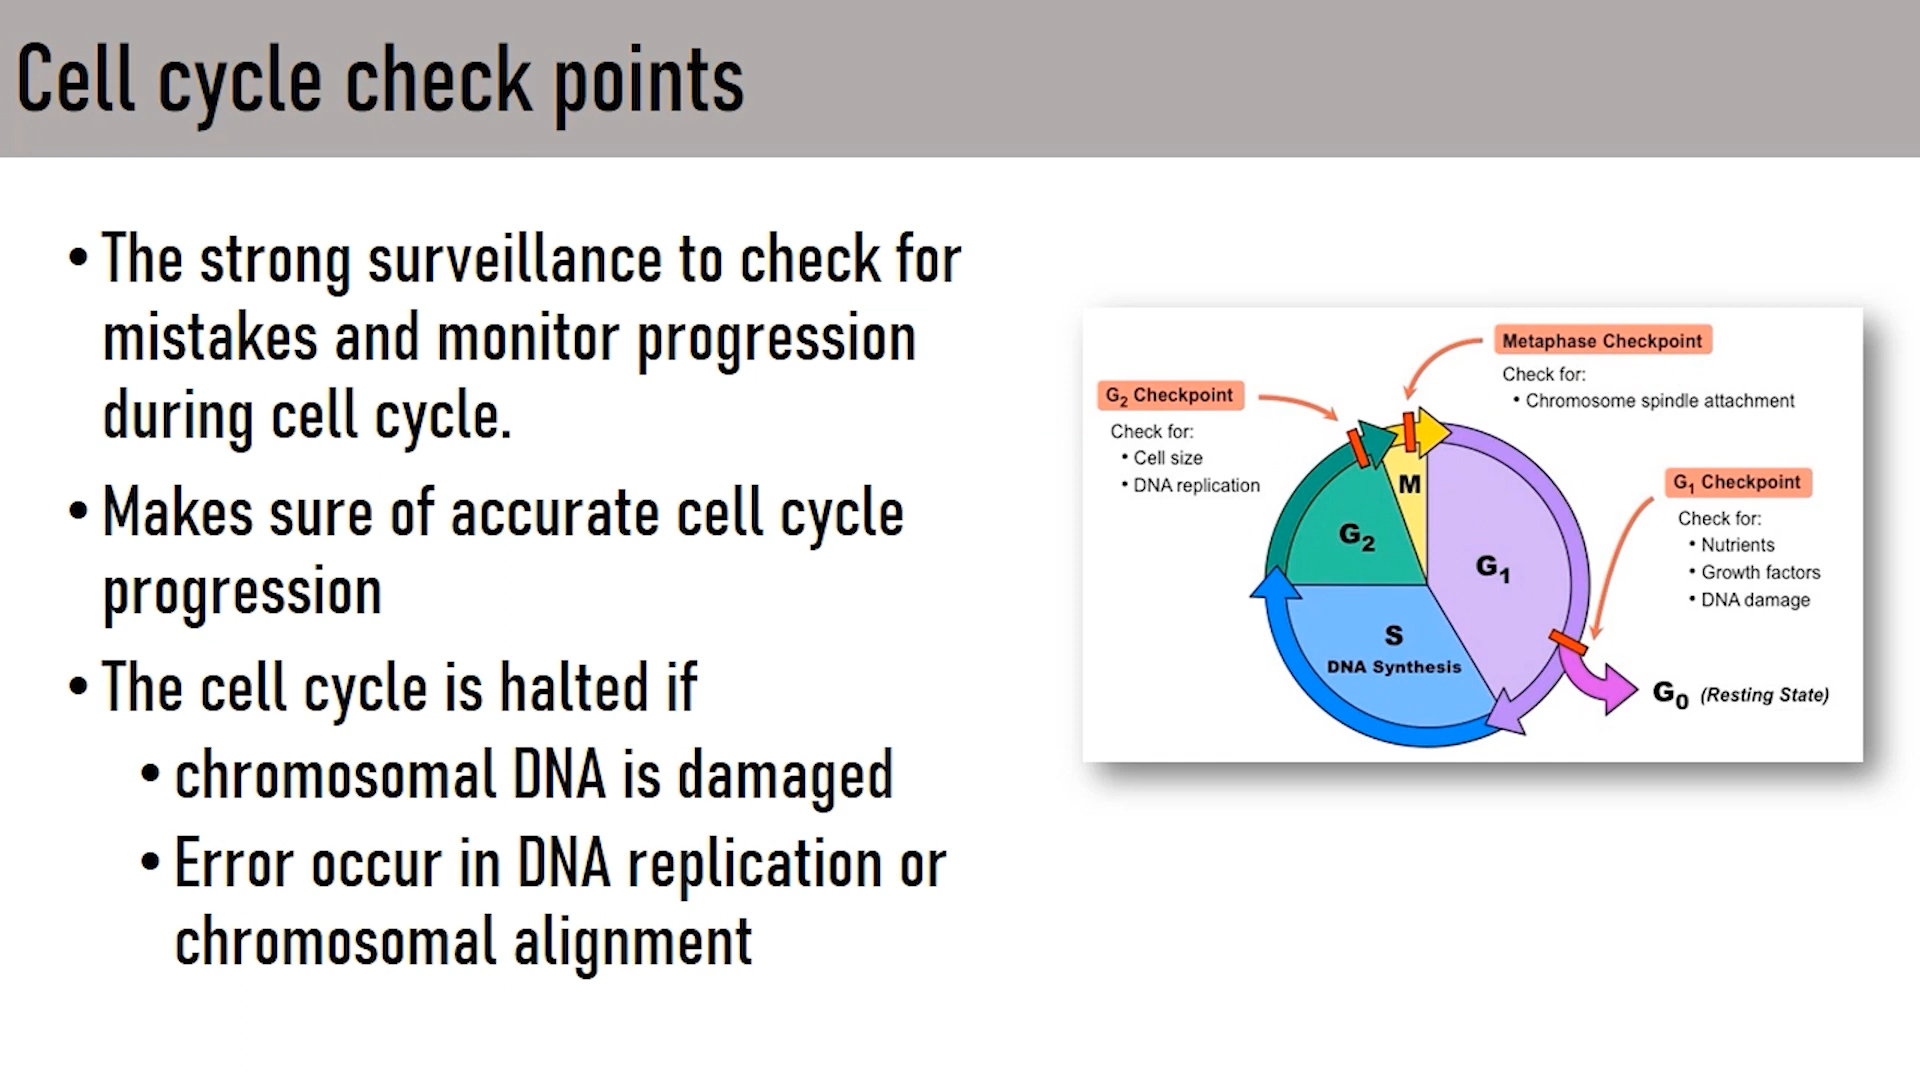 Cell cycle check points
• The strong surveillance to check for
mistakes and monitor progression
during cell cycle.
• Makes sure of accurate cell cycle
progression
• The cell cycle is halted if
• chromosomal DNA is damaged
• Error occur in DNA replication or
chromosomal alignment
Metaphase Checkpoint
Check for:
• Chromosome spindle attachment
G2 Checkpoint
Check for:
• Cell size
• DNA replication
G1 Checkpoint
Check for:
• Nutrients
• Growth factors
• DNA damage
M
G2
G1
S
DNA Synthesis
G0 (Resting State)